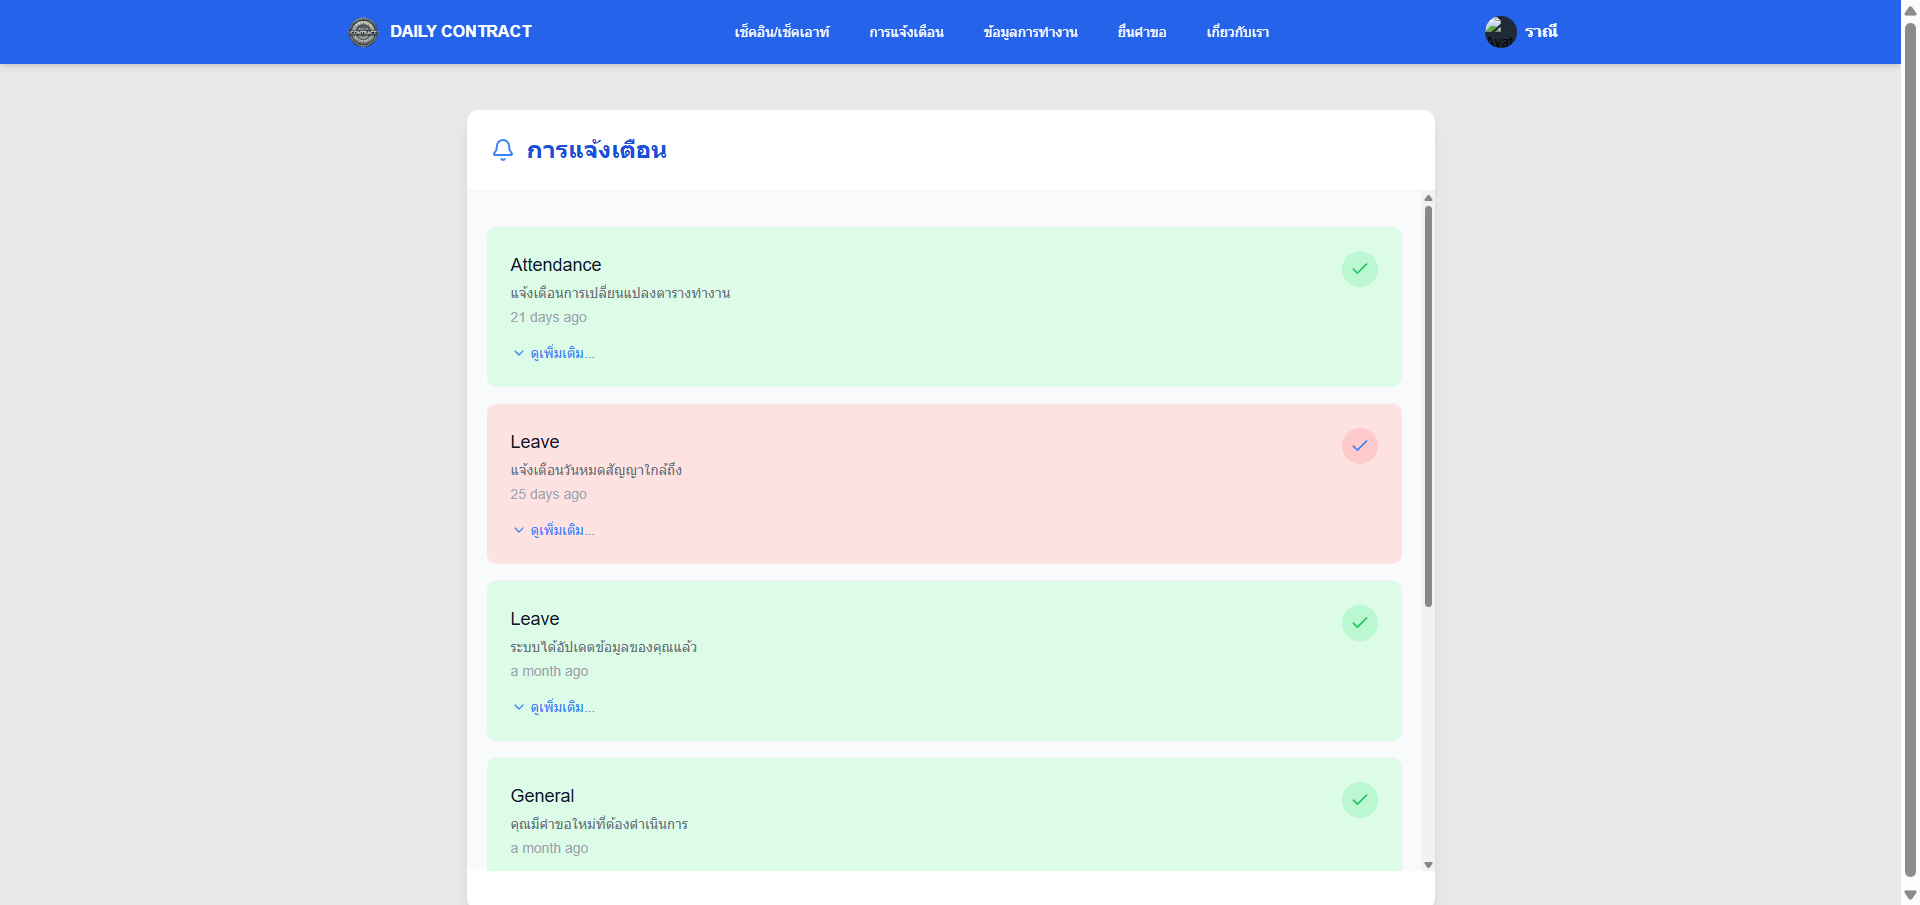 DAILY CONTRACT
เช็คอิน/เช็คเอาท์
การแจ้งเตือน
ข้อมูลการทำงาน
ยื่นคำขอ
เกี่ยวกับเรา
ราณี
การแจ้งเตือน
Attendance
แจ้งเตือนการเปลี่ยนแปลงตารางทำงาน
21 days ago
ดูเพิ่มเติม...
Leave
แจ้งเตือนวันหมดสัญญาใกล้ถึง
25 days ago
ดูเพิ่มเติม...
Leave
ระบบได้อัปเดตข้อมูลของคุณแล้ว
a month ago
ดูเพิ่มเติม...
General
คุณมีคำขอใหม่ที่ต้องดำเนินการ
a month ago